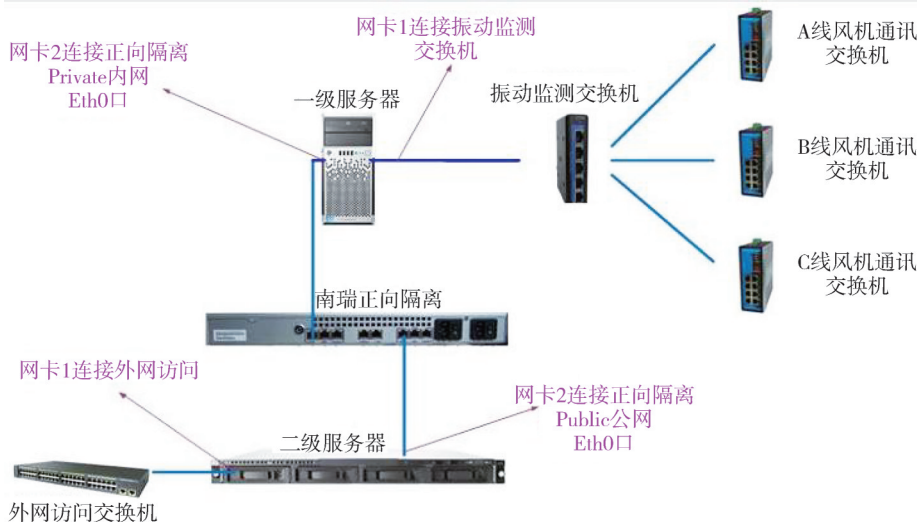 网卡1连接振动监测
交换机
A线风机通讯
交换机
网卡2连接正向隔离
Private内网
Eth0口
一级服务器
振动监测交换机
B线风机通讯
交换机
C线风机通讯
交换机
南瑞正向隔离
网卡1连接外网访问
网卡2连接正向隔离
Public公网
Eth0口
二级服务器
外网访问交换机